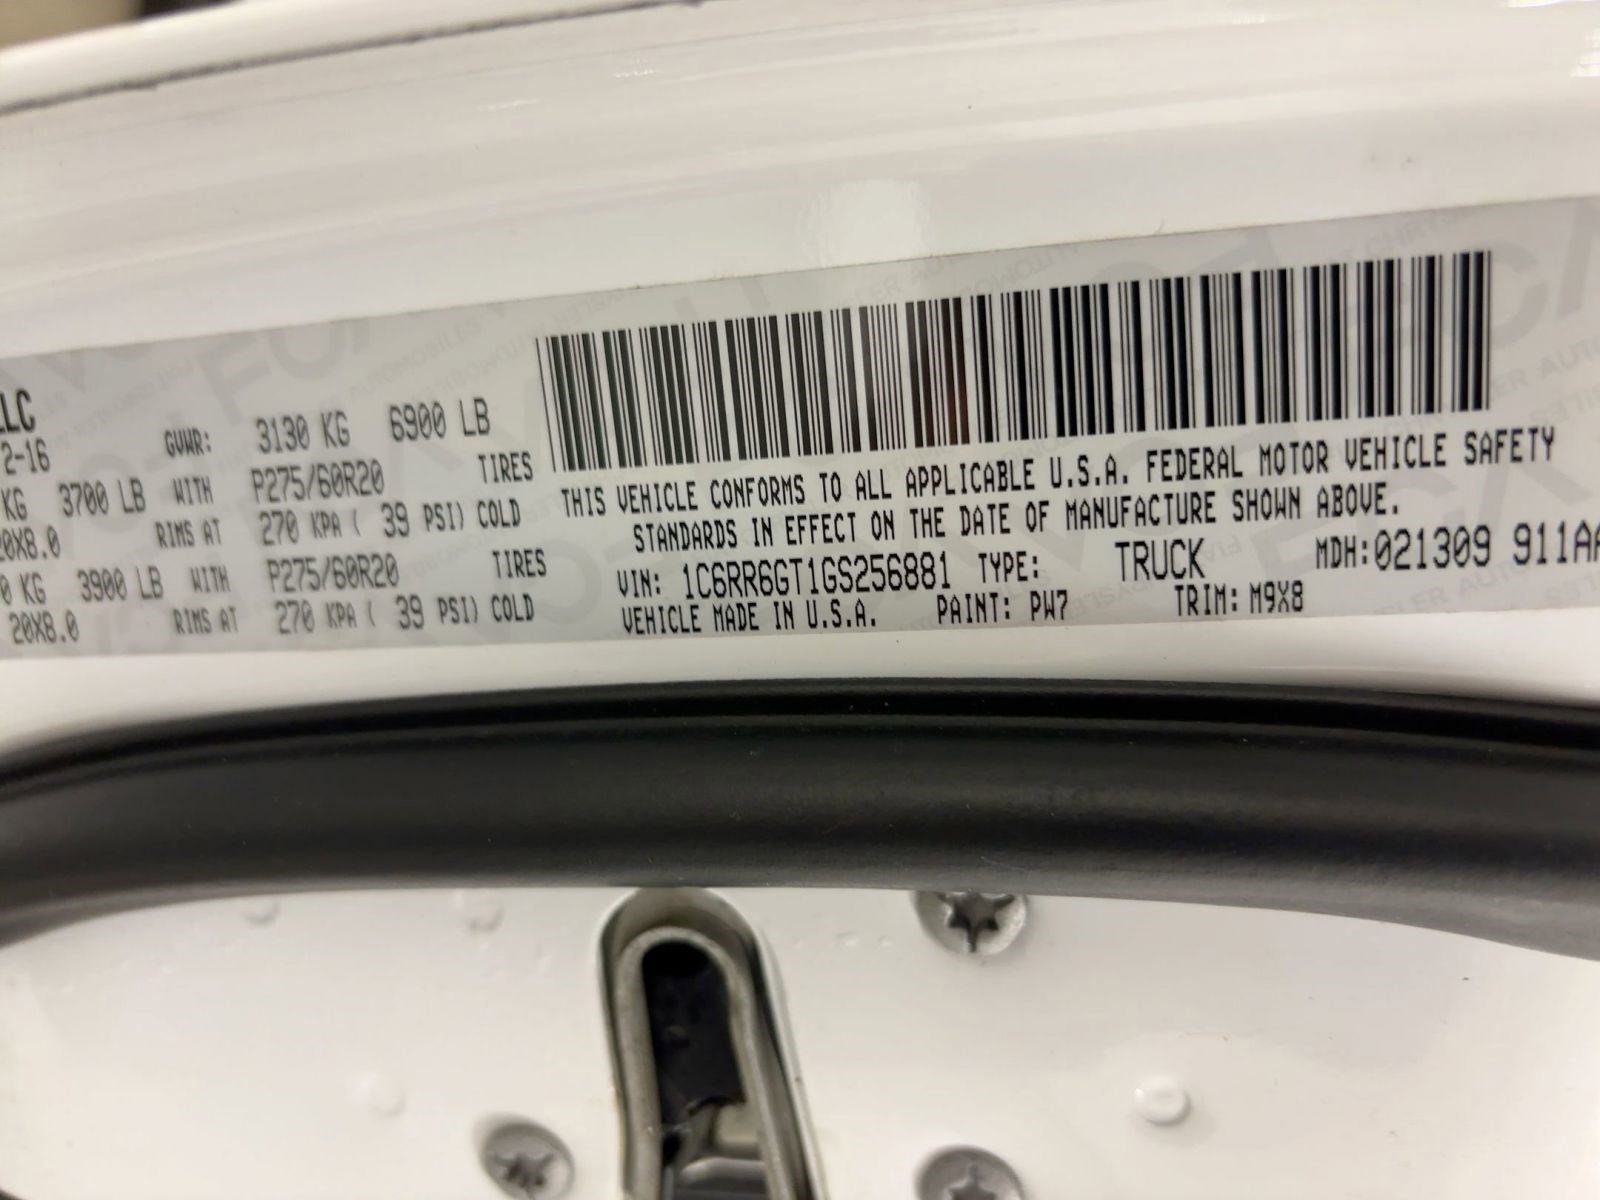 LLC
2-16 GVWR: 3130 KG 6900 LB
KG 3700 LB WITH P275/60R20 TIRES
20X8.0 RIMS AT 270 KPA ( 39 PSI) COLD
0 KG 3900 LB WITH P275/60R20 TIRES
20X8.0 RIMS AT 270 KPA ( 39 PSI) COLD
THIS VEHICLE CONFORMS TO ALL APPLICABLE U.S.A. FEDERAL MOTOR VEHICLE SAFETY
STANDARDS IN EFFECT ON THE DATE OF MANUFACTURE SHOWN ABOVE.
VIN: 1C6RR6GT1GS256881 TYPE: TRUCK MDH:021309 911AA
VEHICLE MADE IN U.S.A. PAINT: PW7 TRIM: M9X8